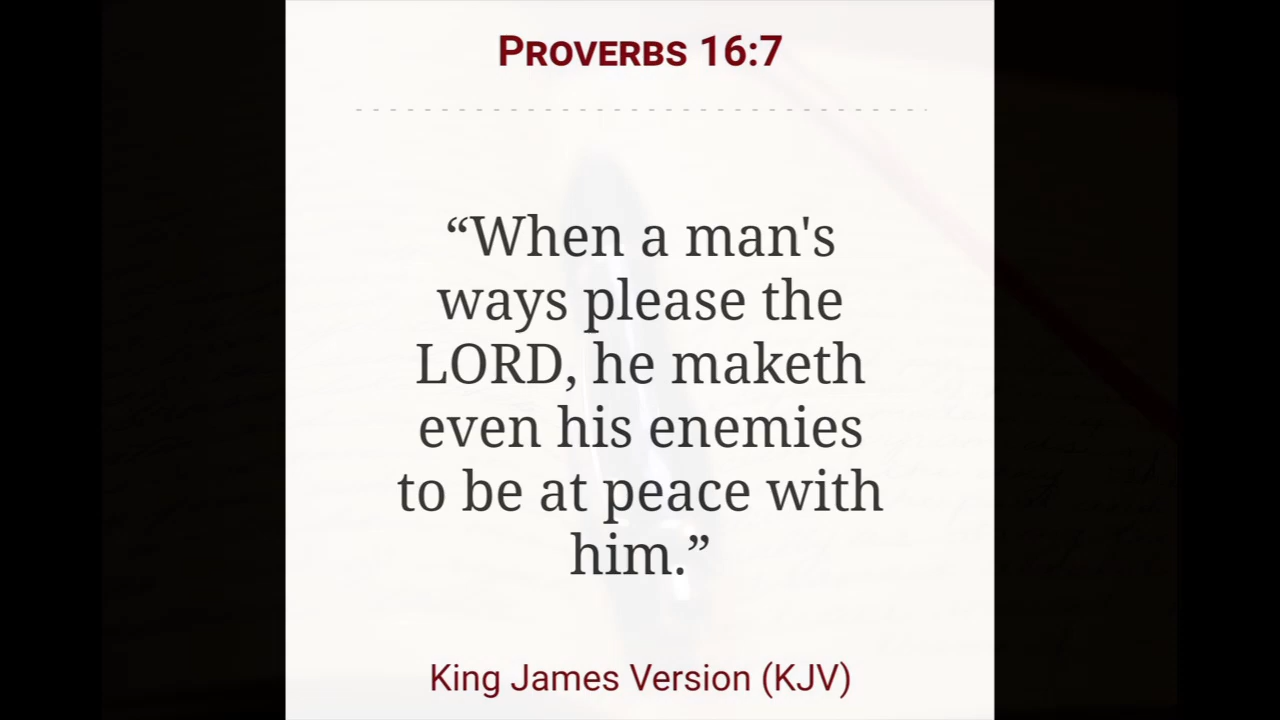 PROVERBS 16:7
“When a man's
ways please the
LORD, he maketh
even his enemies
to be at peace with
him.”
King James Version (KJV)